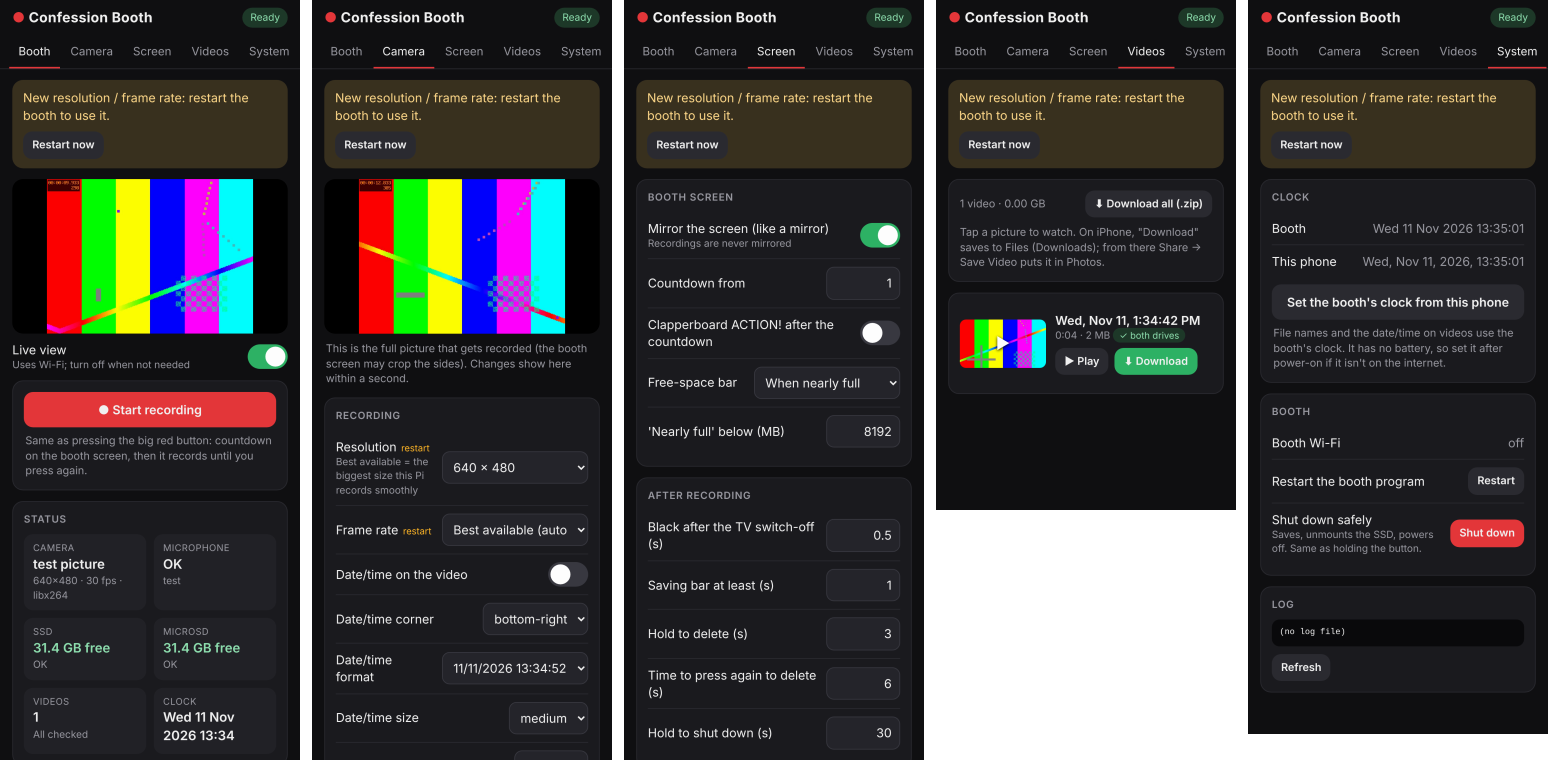 Confession Booth
Ready
Booth Camera Screen Videos System
New resolution / frame rate: restart the
booth to use it.
Restart now
Live view
Uses Wi-Fi; turn off when not needed
Start recording
Same as pressing the big red button: countdown
on the booth screen, then it records until you
press again.
STATUS
CAMERA
test picture
640×480 · 30 fps ·
libx264
MICROPHONE
OK
test
SSD
31.4 GB free
OK
MICROSD
31.4 GB free
OK
VIDEOS
1
All checked
CLOCK
Wed 11 Nov
2026 13:34
Confession Booth
Ready
Booth Camera Screen Videos System
New resolution / frame rate: restart the
booth to use it.
Restart now
This is the full picture that gets recorded (the booth
screen may crop the sides). Changes show here
within a second.
RECORDING
Resolution restart
Best available = the
biggest size this Pi
records smoothly
640 × 480
Frame rate restart
Best available (auto
Date/time on the video
Date/time corner
bottom-right
Date/time
format
11/11/2026 13:34:52
Date/time size
medium
Confession Booth
Ready
Booth Camera Screen Videos System
New resolution / frame rate: restart the
booth to use it.
Restart now
BOOTH SCREEN
Mirror the screen (like a mirror)
Recordings are never mirrored
Countdown from
1
Clapperboard ACTION! after the
countdown
Free-space bar
When nearly full
'Nearly full' below (MB)
8192
AFTER RECORDING
Black after the TV switch-off
(s)
0.5
Saving bar at least (s)
1
Hold to delete (s)
3
Time to press again to delete
(s)
6
Hold to shut down (s)
30
Confession Booth
Ready
Booth Camera Screen Videos System
New resolution / frame rate: restart the
booth to use it.
Restart now
1 video · 0.00 GB
⬇ Download all (.zip)
Tap a picture to watch. On iPhone, "Download"
saves to Files (Downloads); from there Share →
Save Video puts it in Photos.
Wed, Nov 11, 1:34:42 PM
0:04 · 2 MB ✓ both drives
▶ Play
⬇ Download
Confession Booth
Ready
Booth Camera Screen Videos System
New resolution / frame rate: restart the
booth to use it.
Restart now
CLOCK
Booth
Wed 11 Nov 2026 13:35:01
This phone
Wed, Nov 11, 2026, 13:35:01
Set the booth's clock from this phone
File names and the date/time on videos use the
booth's clock. It has no battery, so set it after
power-on if it isn't on the internet.
BOOTH
Booth Wi-Fi
off
Restart the booth program
Restart
Shut down safely
Saves, unmounts the SSD, powers
off. Same as holding the button.
Shut down
LOG
(no log file)
Refresh